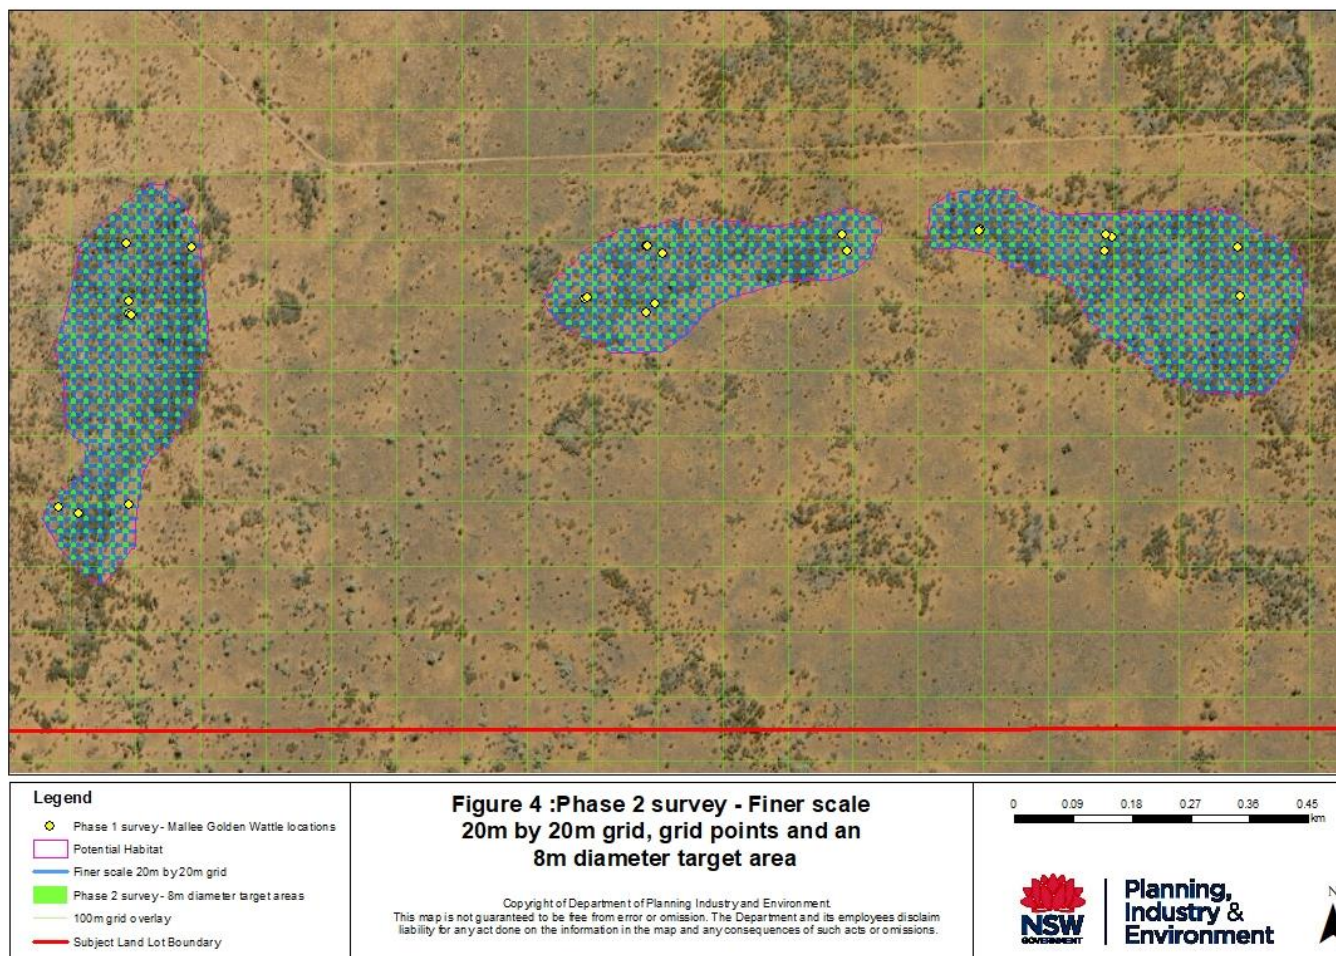 Legend
Phase 1 survey - Mallee Golden Wattle locations
Potential Habitat
Finer scale 20m by 20m grid
Phase 2 survey - 8m diameter target areas
100m grid overlay
Subject Land Lot Boundary
Figure 4 :Phase 2 survey - Finer scale
20m by 20m grid, grid points and an
8m diameter target area
Copyright of Department of Planning Industry and Environment.
This map is not guaranteed to be free from error or omission. The Department and its employees disclaim
liability for any act done on the information in the map and any consequences of such acts or omissions.
0 0.09 0.18 0.27 0.36 0.45
km
NSW
GOVERNMENT
Planning,
Industry &
Environment
N